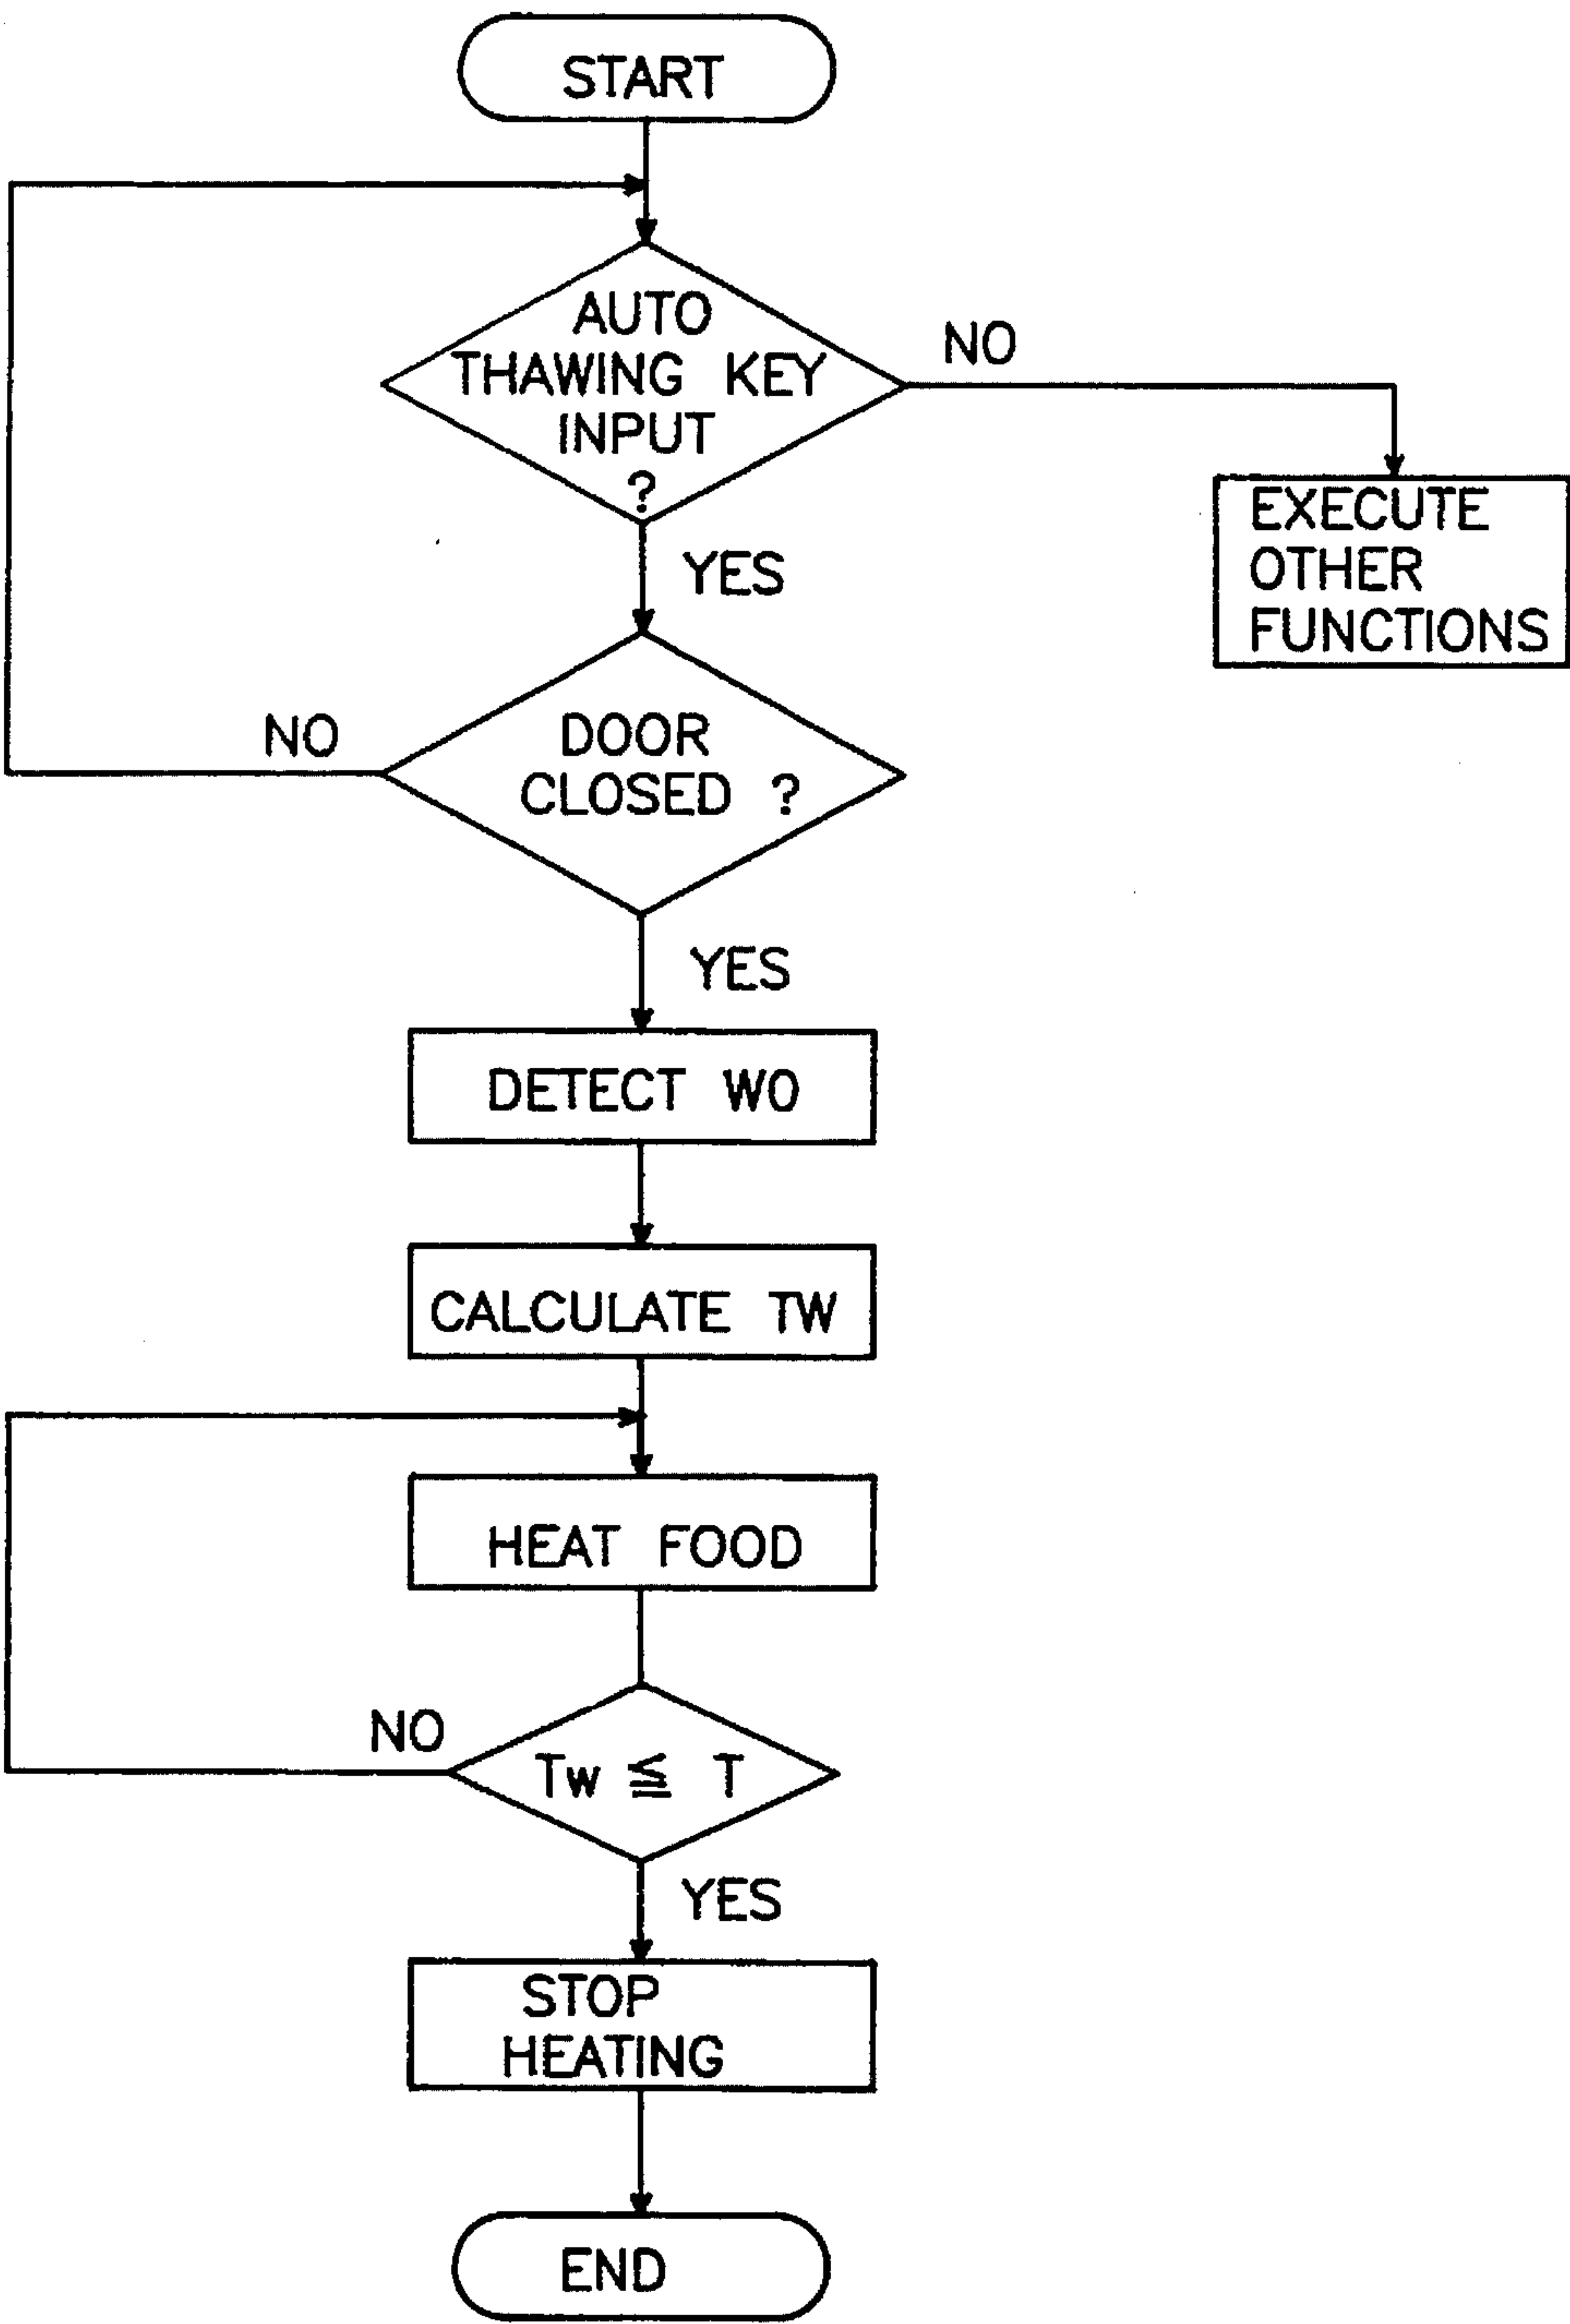 START
AUTO
THAWING KEY
INPUT
?
NO
YES
EXECUTE
OTHER
FUNCTIONS
NO
DOOR
CLOSED ?
YES
DETECT WO
CALCULATE TW
HEAT FOOD
NO
Tw ≦ T
YES
STOP
HEATING
END